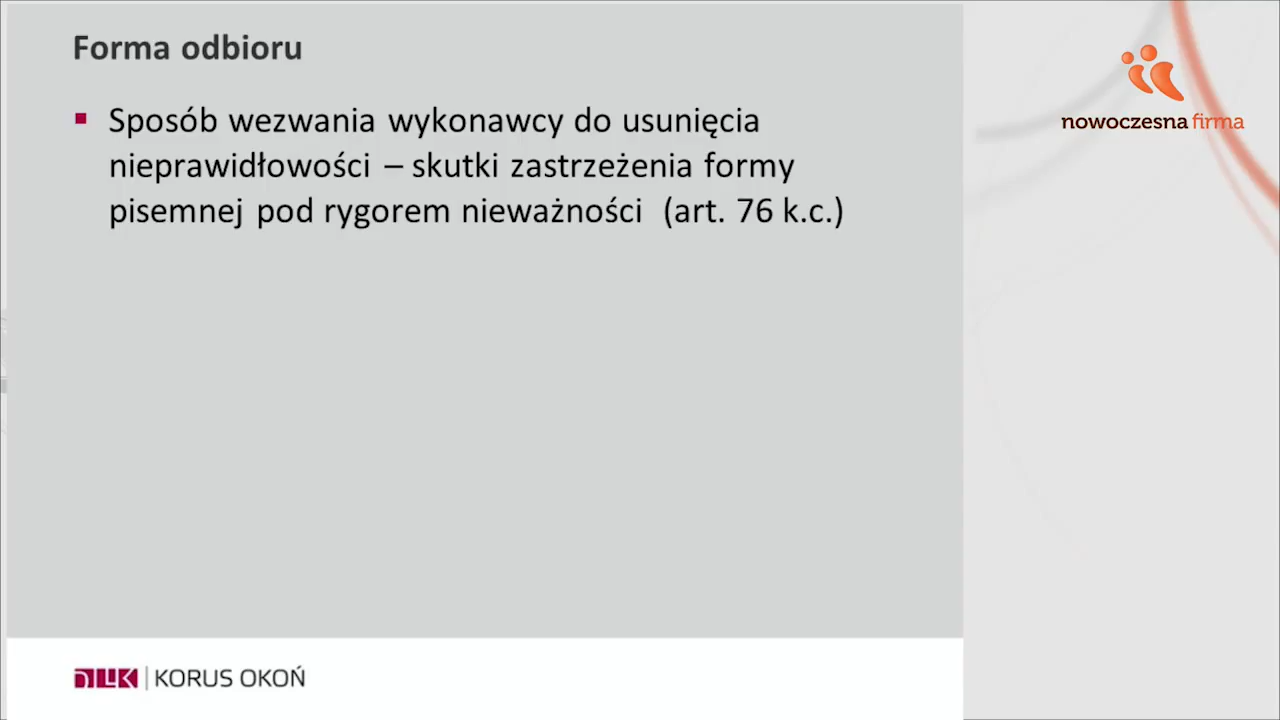 Forma odbioru
Sposób wezwania wykonawcy do usunięcia
nieprawidłowości – skutki zastrzeżenia formy
pisemnej pod rygorem nieważności (art. 76 k.c.)
nowoczesna firma
KORUS OKOŃ